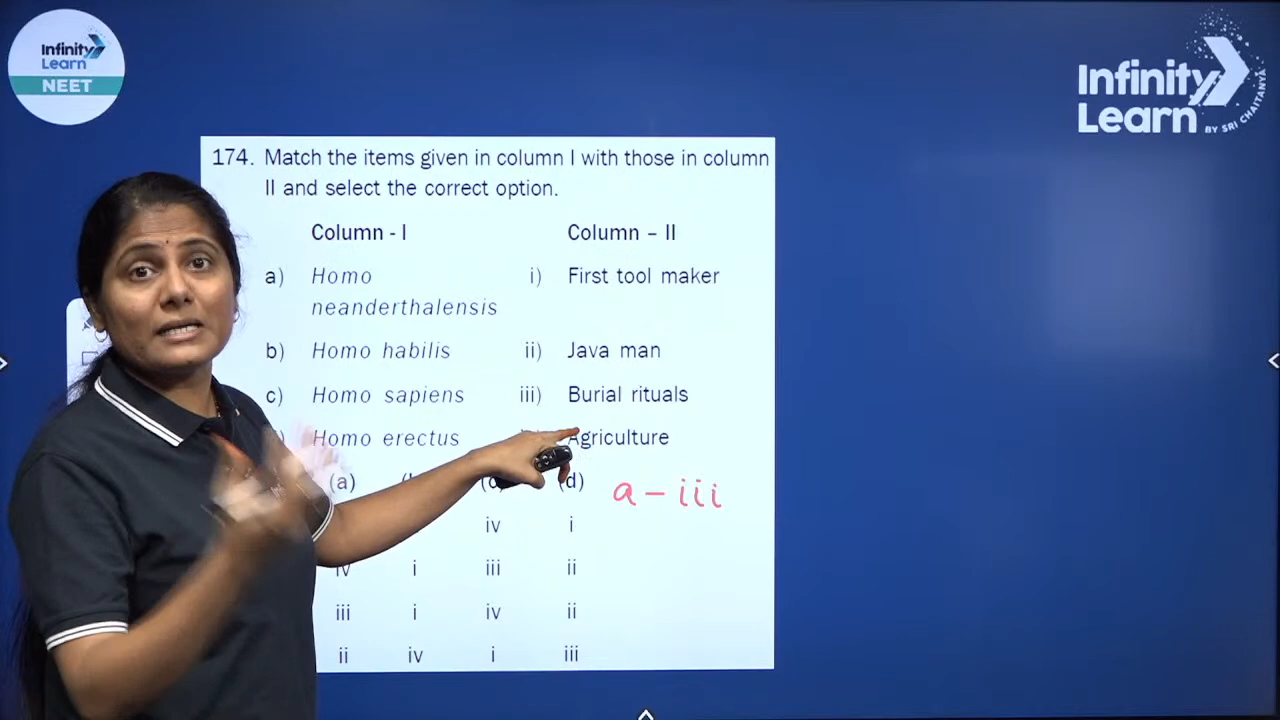 Infinity
Learn
NEET
Infinity
Learn
BY SRI CHAITANYA
174. Match the items given in column I with those in column
II and select the correct option.
Column - I Column – II
a) Homo i) First tool maker
neanderthalensis
b) Homo habilis ii) Java man
c) Homo sapiens iii) Burial rituals
Homo erectus Agriculture
(a) (d) a – iii
iv i
iv i iii ii
iii i iv ii
ii iv i iii